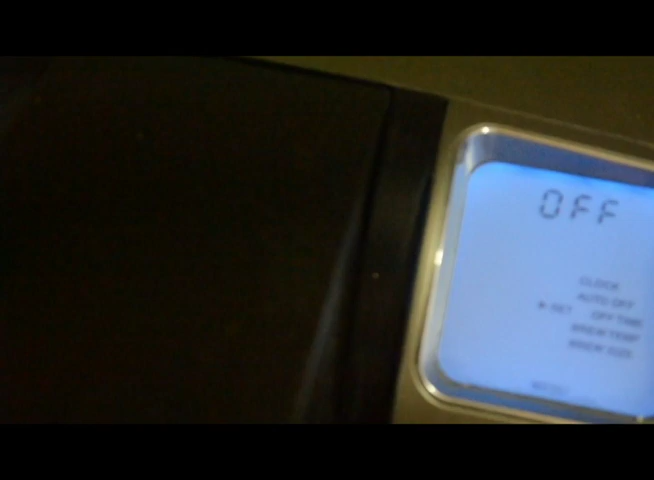 OFF
CLOCK
AUTO OFF
▶ SET OFF TIME
BREW TEMP
BREW SIZE